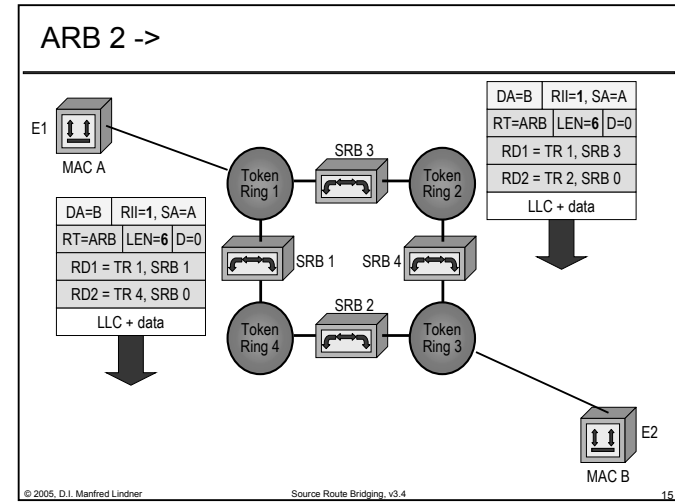 ARB 2 ->
E1
MAC A
DA=B RII=1, SA=A
RT=ARB LEN=6 D=0
RD1 = TR 1, SRB 3
RD2 = TR 2, SRB 0
LLC + data
SRB 3
Token
Ring 1
Token
Ring 2
DA=B RII=1, SA=A
RT=ARB LEN=6 D=0
RD1 = TR 1, SRB 1
RD2 = TR 4, SRB 0
LLC + data
SRB 1
SRB 4
SRB 2
Token
Ring 4
Token
Ring 3
E2
MAC B
© 2005, D.I. Manfred Lindner
Source Route Bridging, v3.4
15